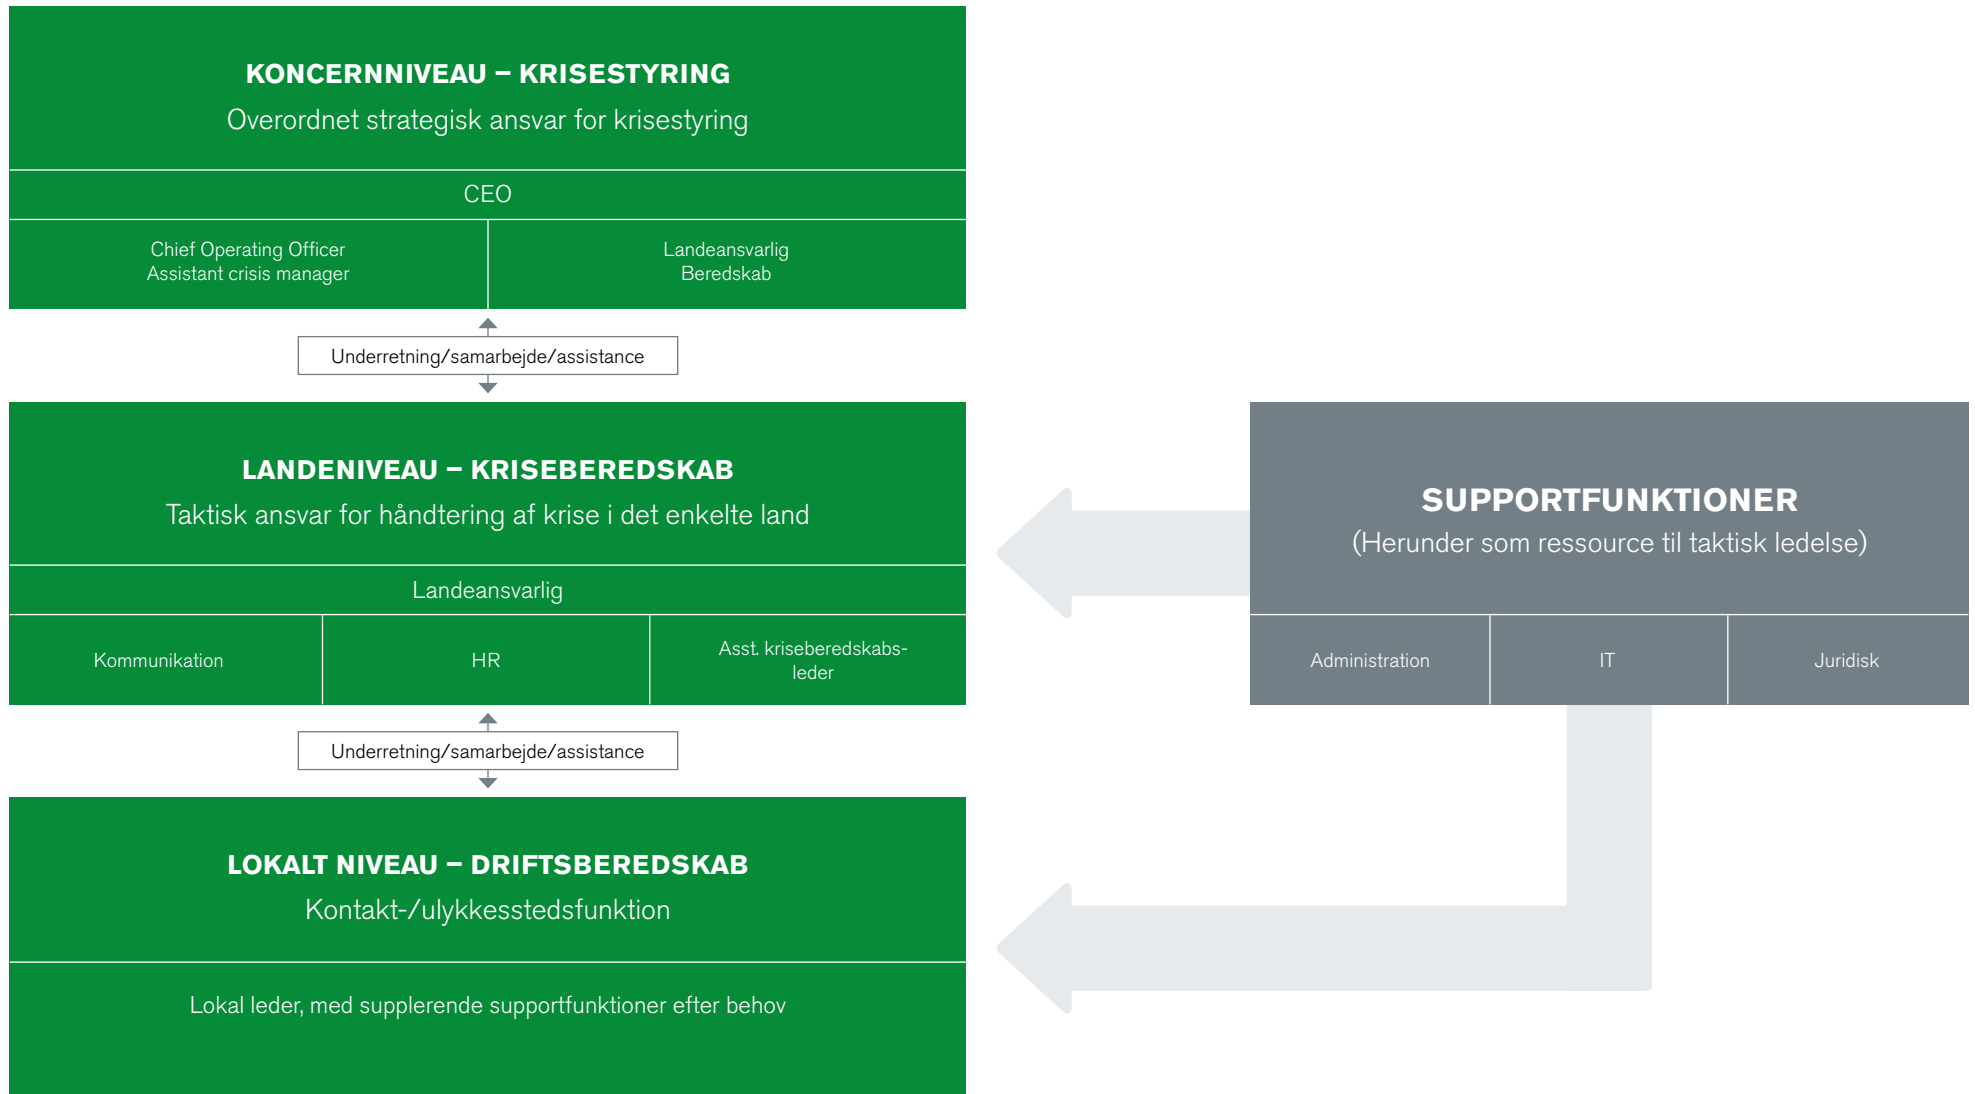 KONCERNNIVEAU – KRISESTYRING
Overordnet strategisk ansvar for krisestyring
CEO
Chief Operating Officer
Assistant crisis manager
Landeansvarlig
Beredskab
Underretning/samarbejde/assistance
LANDENIVEAU – KRISEBEREDSKAB
Taktisk ansvar for håndtering af krise i det enkelte land
Landeansvarlig
Kommunikation
HR
Asst. kriseberedskabs-
leder
SUPPORTFUNKTIONER
(Herunder som ressource til taktisk ledelse)
Administration
IT
Juridisk
Underretning/samarbejde/assistance
LOKALT NIVEAU – DRIFTSBEREDSKAB
Kontakt-/ulykkesstedsfunktion
Lokal leder, med supplerende supportfunktioner efter behov